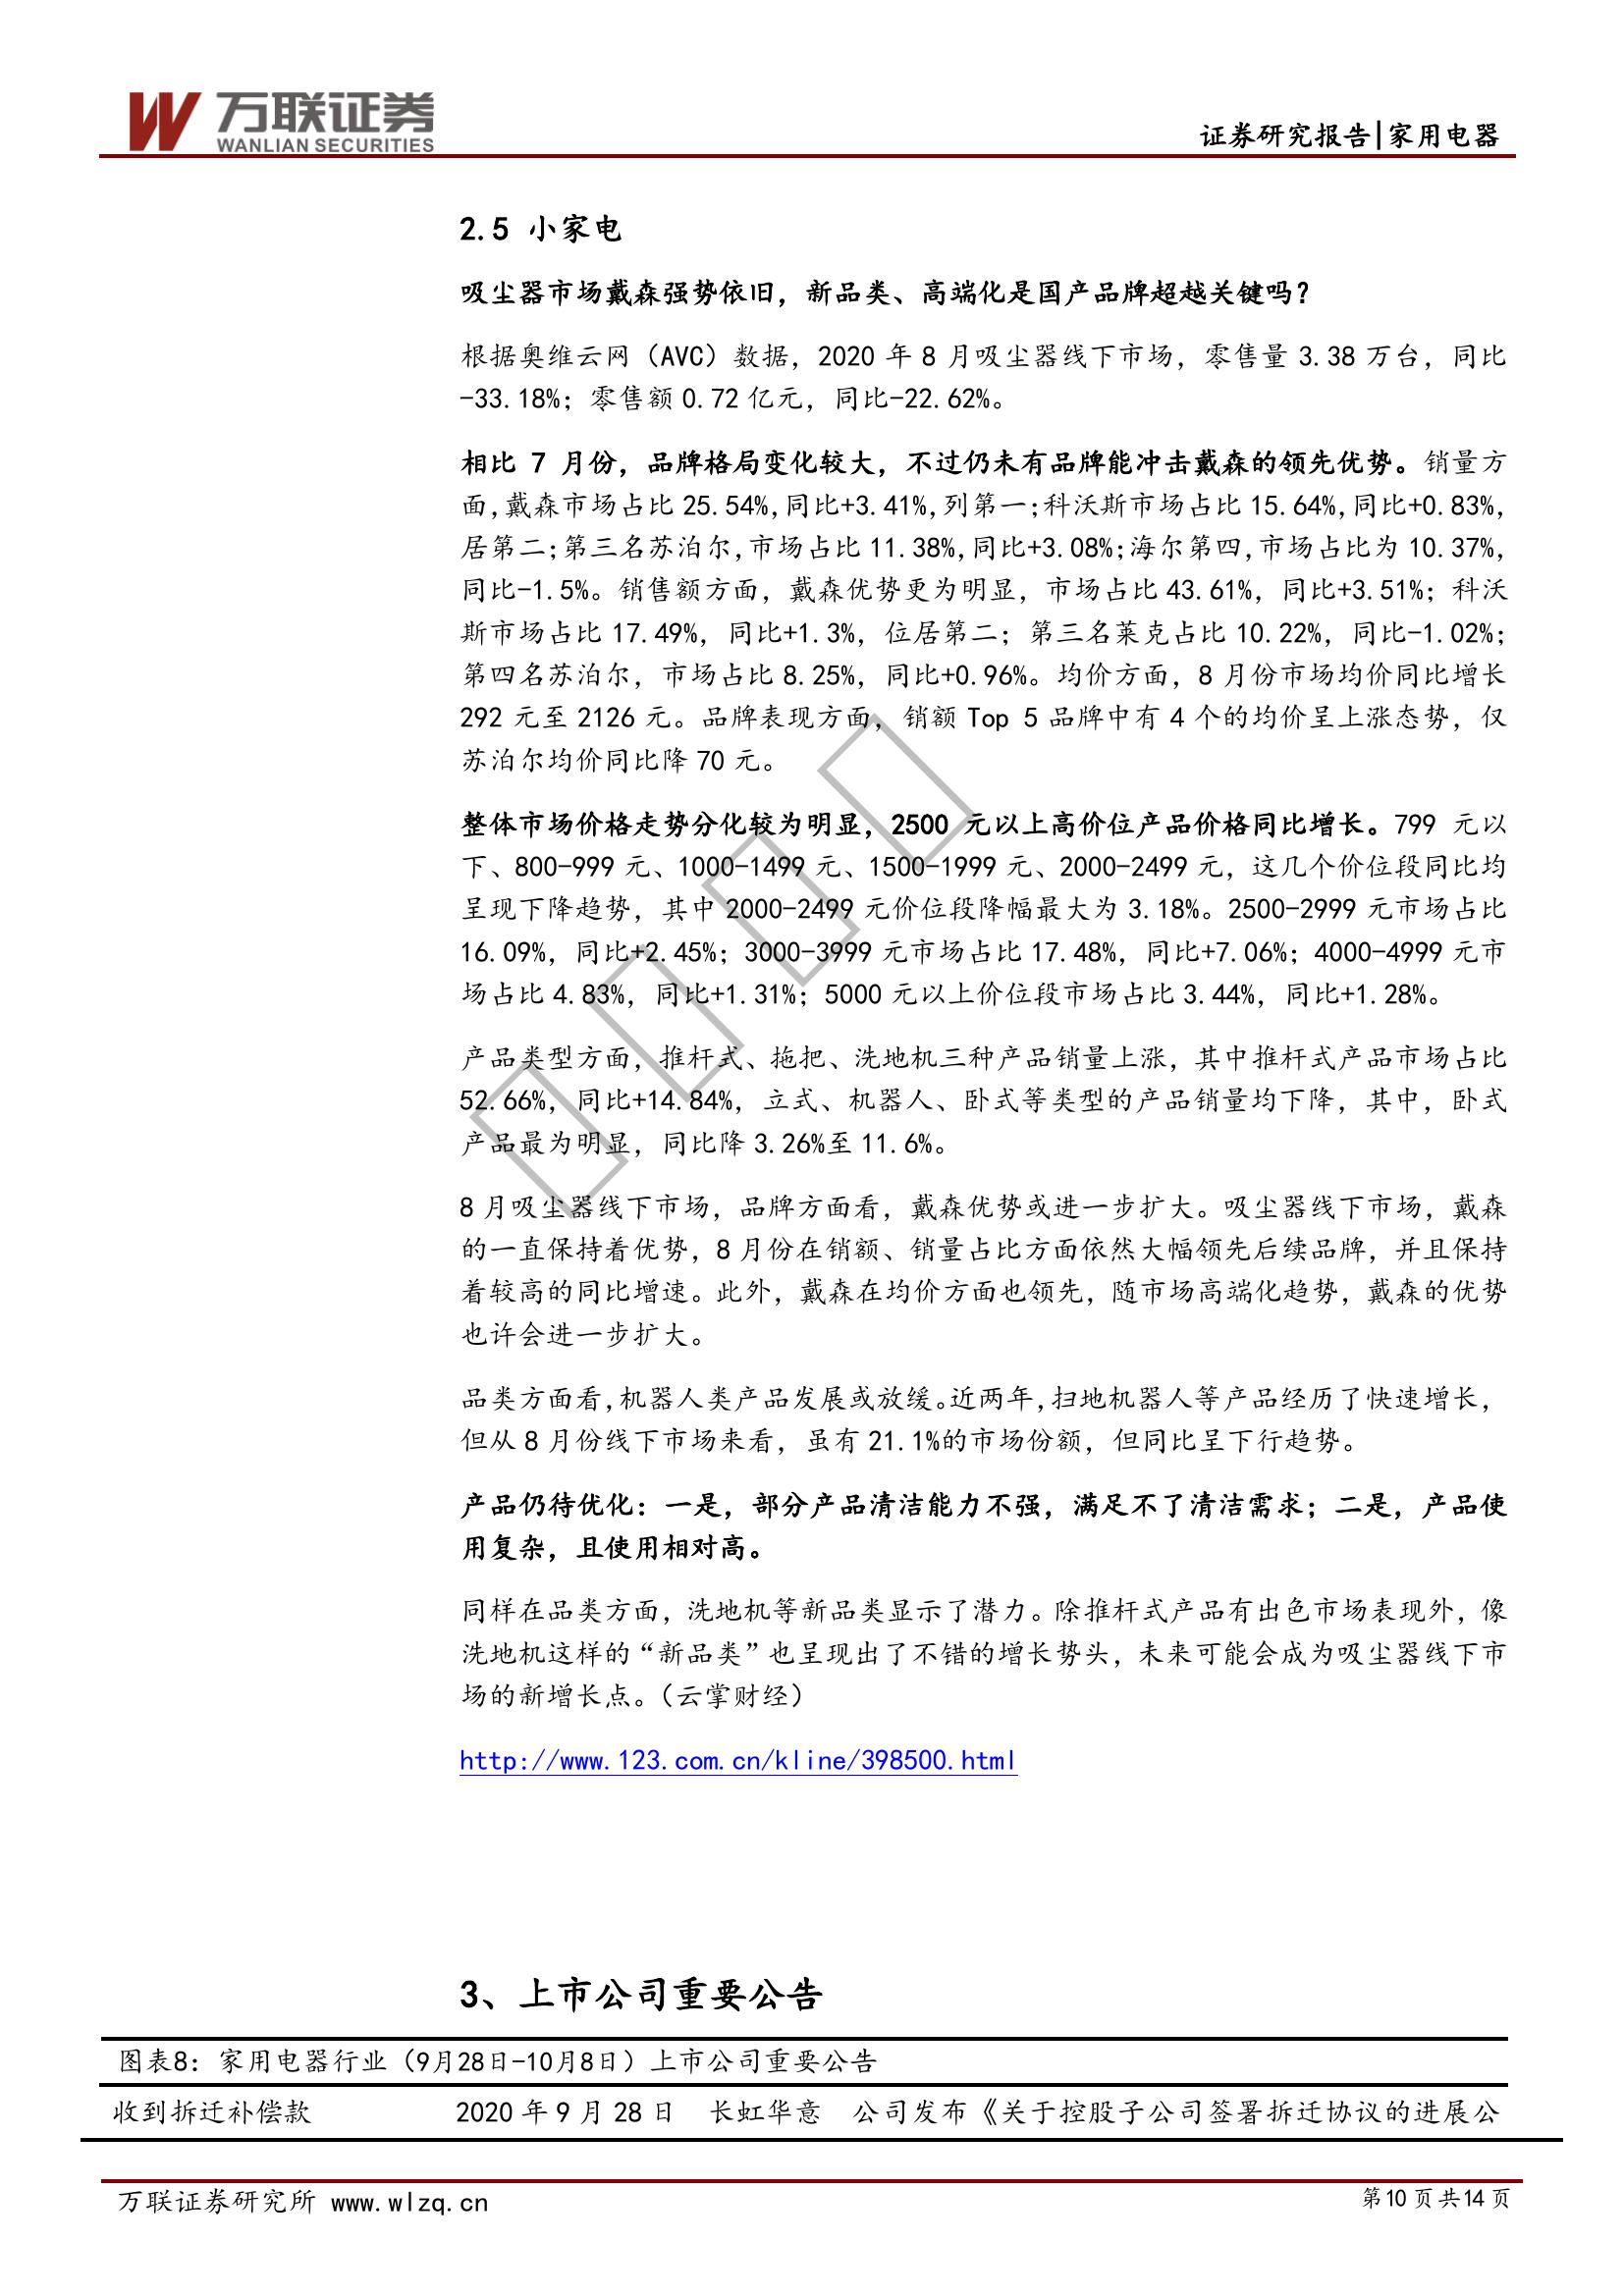 万联证券
WANLIAN SECURITIES
证券研究报告|家用电器
2.5 小家电
吸尘器市场戴森强势依旧，新品类、高端化是国产品牌超越关键吗？
根据奥维云网（AVC）数据，2020 年 8 月吸尘器线下市场，零售量 3.38 万台，同比
-33.18%；零售额 0.72 亿元，同比-22.62%。
相比 7 月份，品牌格局变化较大，不过仍未有品牌能冲击戴森的领先优势。销量方
面，戴森市场占比 25.54%，同比+3.41%，列第一；科沃斯市场占比 15.64%，同比+0.83%，
居第二；第三名苏泊尔，市场占比 11.38%，同比+3.08%；海尔第四，市场占比为 10.37%，
同比-1.5%。销售额方面，戴森优势更为明显，市场占比 43.61%，同比+3.51%；科沃
斯市场占比 17.49%，同比+1.3%，位居第二；第三名莱克占比 10.22%，同比-1.02%；
第四名苏泊尔，市场占比 8.25%，同比+0.96%。均价方面，8 月份市场均价同比增长
292 元至 2126 元。品牌表现方面，销额 Top 5 品牌中有 4 个的均价呈上涨态势，仅
苏泊尔均价同比降 70 元。
整体市场价格走势分化较为明显，2500 元以上高价位产品价格同比增长。799 元以
下、800-999 元、1000-1499 元、1500-1999 元、2000-2499 元，这几个价位段同比均
呈现下降趋势，其中 2000-2499 元价位段降幅最大为 3.18%。2500-2999 元市场占比
16.09%，同比+2.45%；3000-3999 元市场占比 17.48%，同比+7.06%；4000-4999 元市
场占比 4.83%，同比+1.31%；5000 元以上价位段市场占比 3.44%，同比+1.28%。
产品类型方面，推杆式、拖把、洗地机三种产品销量上涨，其中推杆式产品市场占比
52.66%，同比+14.84%，立式、机器人、卧式等类型的产品销量均下降，其中，卧式
产品最为明显，同比降 3.26%至 11.6%。
8 月吸尘器线下市场，品牌方面看，戴森优势或进一步扩大。吸尘器线下市场，戴森
的一直保持着优势，8 月份在销额、销量占比方面依然大幅领先后续品牌，并且保持
着较高的同比增速。此外，戴森在均价方面也领先，随市场高端化趋势，戴森的优势
也许会进一步扩大。
品类方面看，机器人类产品发展或放缓。近两年，扫地机器人等产品经历了快速增长，
但从 8 月份线下市场来看，虽有 21.1%的市场份额，但同比呈下行趋势。
产品仍待优化：一是，部分产品清洁能力不强，满足不了清洁需求；二是，产品使
用复杂，且使用相对高。
同样在品类方面，洗地机等新品类显示了潜力。除推杆式产品有出色市场表现外，像
洗地机这样的“新品类”也呈现出了不错的增长势头，未来可能会成为吸尘器线下市
场的新增长点。（云掌财经）
http://www.123.com.cn/kline/398500.html
3、上市公司重要公告
图表8：家用电器行业（9月28日-10月8日）上市公司重要公告
收到拆迁补偿款 2020 年 9 月 28 日 长虹华意 公司发布《关于控股子公司签署拆迁协议的进展公
万联证券研究所 www.wlzq.cn 第10 页 共14 页